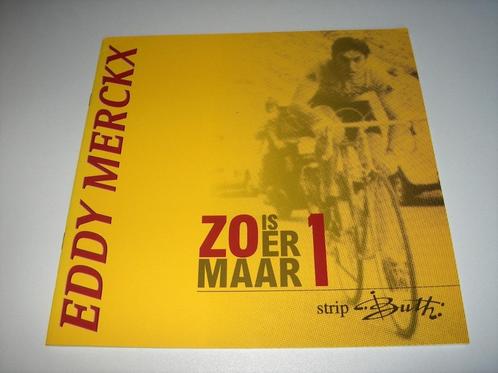 EDDY MERCKX
ZO IS ER
MAAR 1
strip Buth